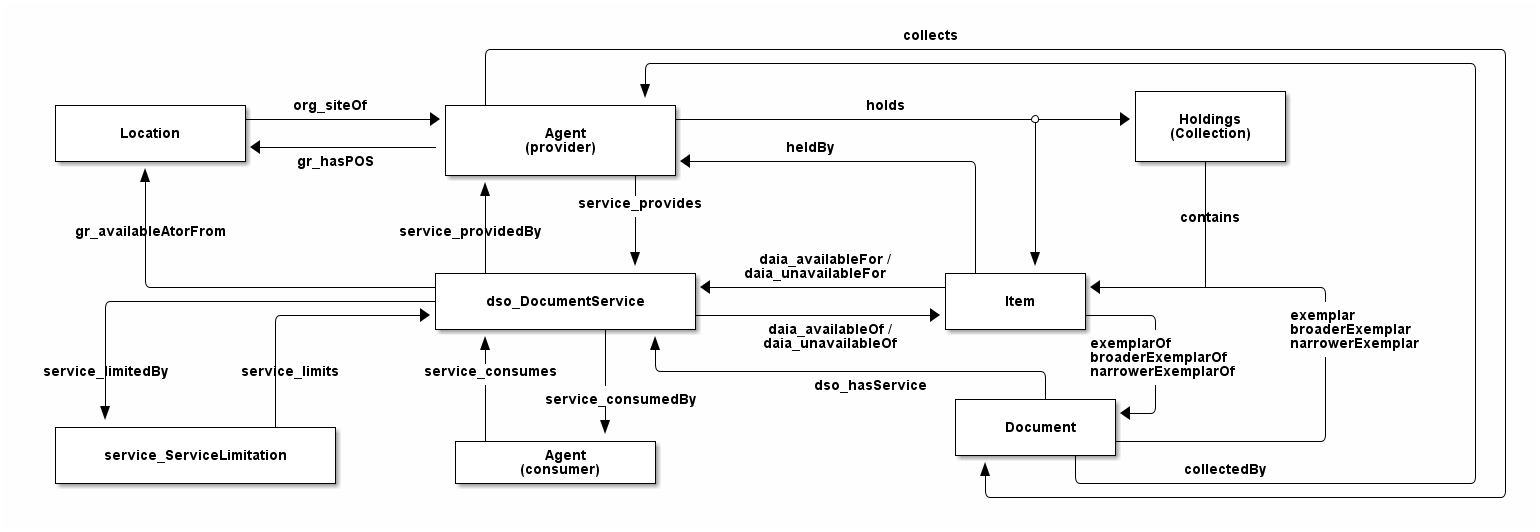 collects
org_siteOf
holds
Location
Agent
(provider)
Holdings
(Collection)
gr_hasPOS
heldBy
service_provides
contains
gr_availableAtorFrom
service_providedBy
daia_availableFor /
daia_unavailableFor
dso_DocumentService
Item
exemplar
broaderExemplar
narrowerExemplar
daia_availableOf /
daia_unavailableOf
exemplarOf
broaderExemplarOf
narrowerExemplarOf
service_limitedBy
service_limits
service_consumes
dso_hasService
service_consumedBy
Document
service_ServiceLimitation
Agent
(consumer)
collectedBy